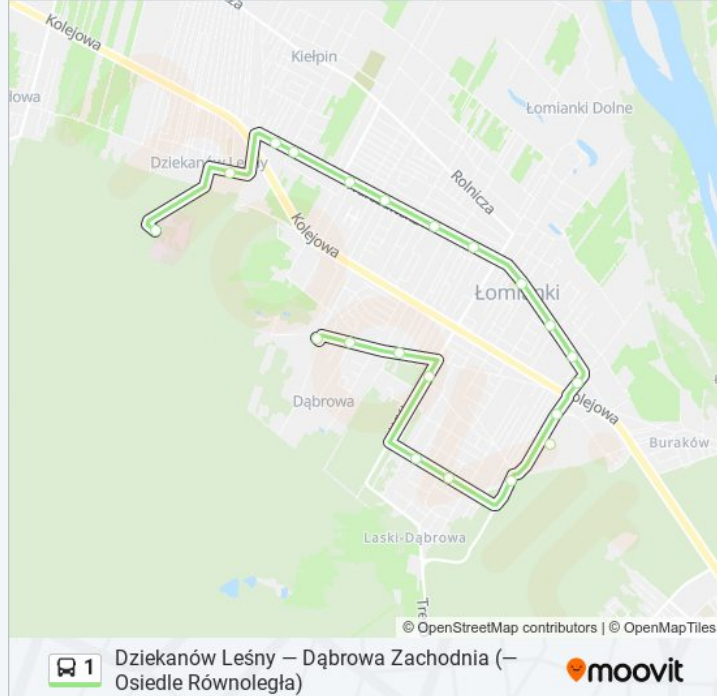 Kolejowa
Kiełpin
Łomianki Dolne
Dziekanów Leśny
Rolnicza
Kolejowa
Łomianki
Dąbrowa
Kolejowa
Buraków
Laski-Dąbrowa
© OpenStreetMap contributors | © OpenMapTiles
1 Dziekanów Leśny — Dąbrowa Zachodnia (—
Osiedle Równoległa)
moovit